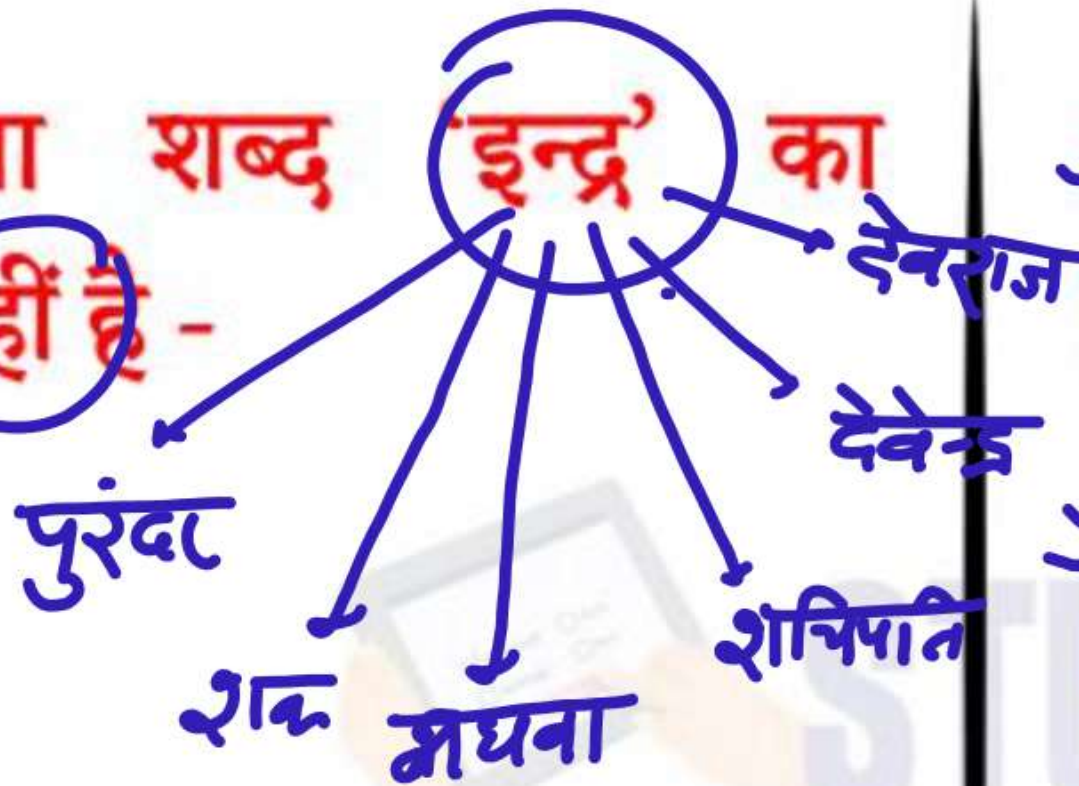 शब्द 'इन्द्र' का
देवराज
है -
देवेन्द्र
पुरंदर
शचिपति
शक्र
मघवा